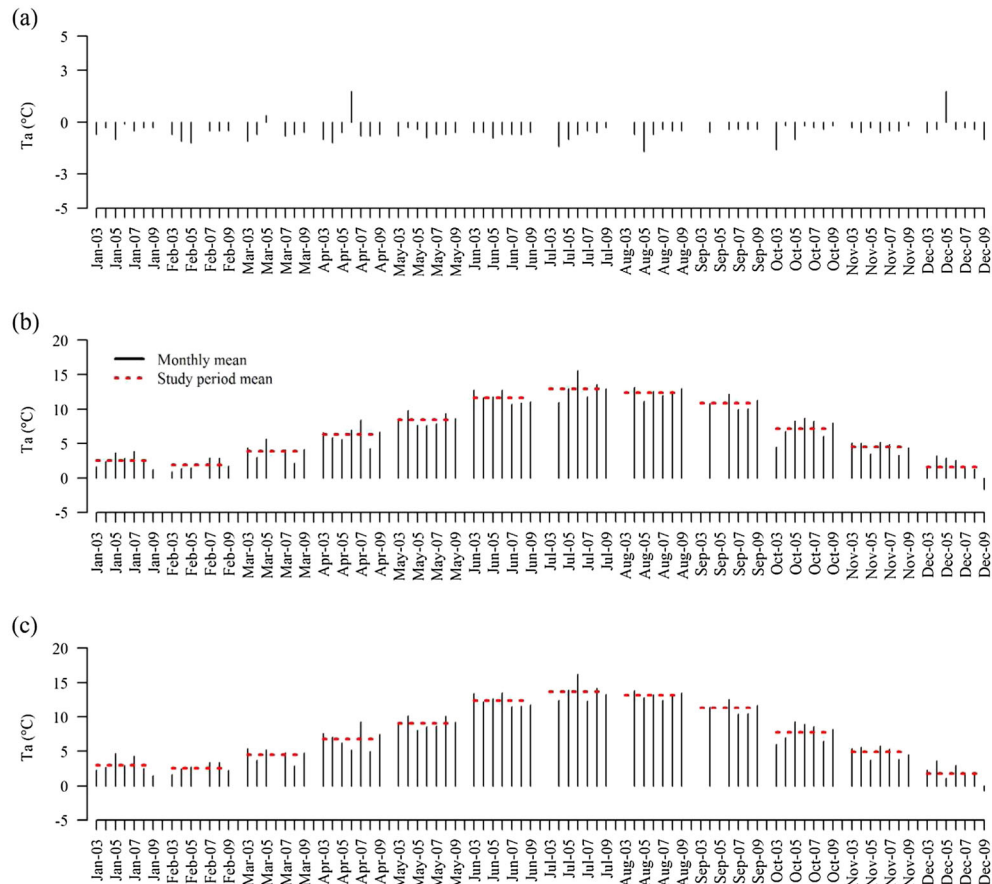 (a)
5
3
0
-3
-5
Ta (°C)
Jan-03
Jan-05
Jan-07
Jan-09
Feb-03
Feb-05
Feb-07
Feb-09
Mar-03
Mar-05
Mar-07
Mar-09
Apr-03
Apr-05
Apr-07
Apr-09
May-03
May-05
May-07
May-09
Jun-03
Jun-05
Jun-07
Jun-09
Jul-03
Jul-05
Jul-07
Jul-09
Aug-03
Aug-05
Aug-07
Aug-09
Sep-03
Sep-05
Sep-07
Sep-09
Oct-03
Oct-05
Oct-07
Oct-09
Nov-03
Nov-05
Nov-07
Nov-09
Dec-03
Dec-05
Dec-07
Dec-09
(b)
20
15
10
5
0
-5
Ta (°C)
Monthly mean
Study period mean
Jan-03
Jan-05
Jan-07
Jan-09
Feb-03
Feb-05
Feb-07
Feb-09
Mar-03
Mar-05
Mar-07
Mar-09
Apr-03
Apr-05
Apr-07
Apr-09
May-03
May-05
May-07
May-09
Jun-03
Jun-05
Jun-07
Jun-09
Jul-03
Jul-05
Jul-07
Jul-09
Aug-03
Aug-05
Aug-07
Aug-09
Sep-03
Sep-05
Sep-07
Sep-09
Oct-03
Oct-05
Oct-07
Oct-09
Nov-03
Nov-05
Nov-07
Nov-09
Dec-03
Dec-05
Dec-07
Dec-09
(c)
20
15
10
5
0
-5
Ta (°C)
Jan-03
Jan-05
Jan-07
Jan-09
Feb-03
Feb-05
Feb-07
Feb-09
Mar-03
Mar-05
Mar-07
Mar-09
Apr-03
Apr-05
Apr-07
Apr-09
May-03
May-05
May-07
May-09
Jun-03
Jun-05
Jun-07
Jun-09
Jul-03
Jul-05
Jul-07
Jul-09
Aug-03
Aug-05
Aug-07
Aug-09
Sep-03
Sep-05
Sep-07
Sep-09
Oct-03
Oct-05
Oct-07
Oct-09
Nov-03
Nov-05
Nov-07
Nov-09
Dec-03
Dec-05
Dec-07
Dec-09